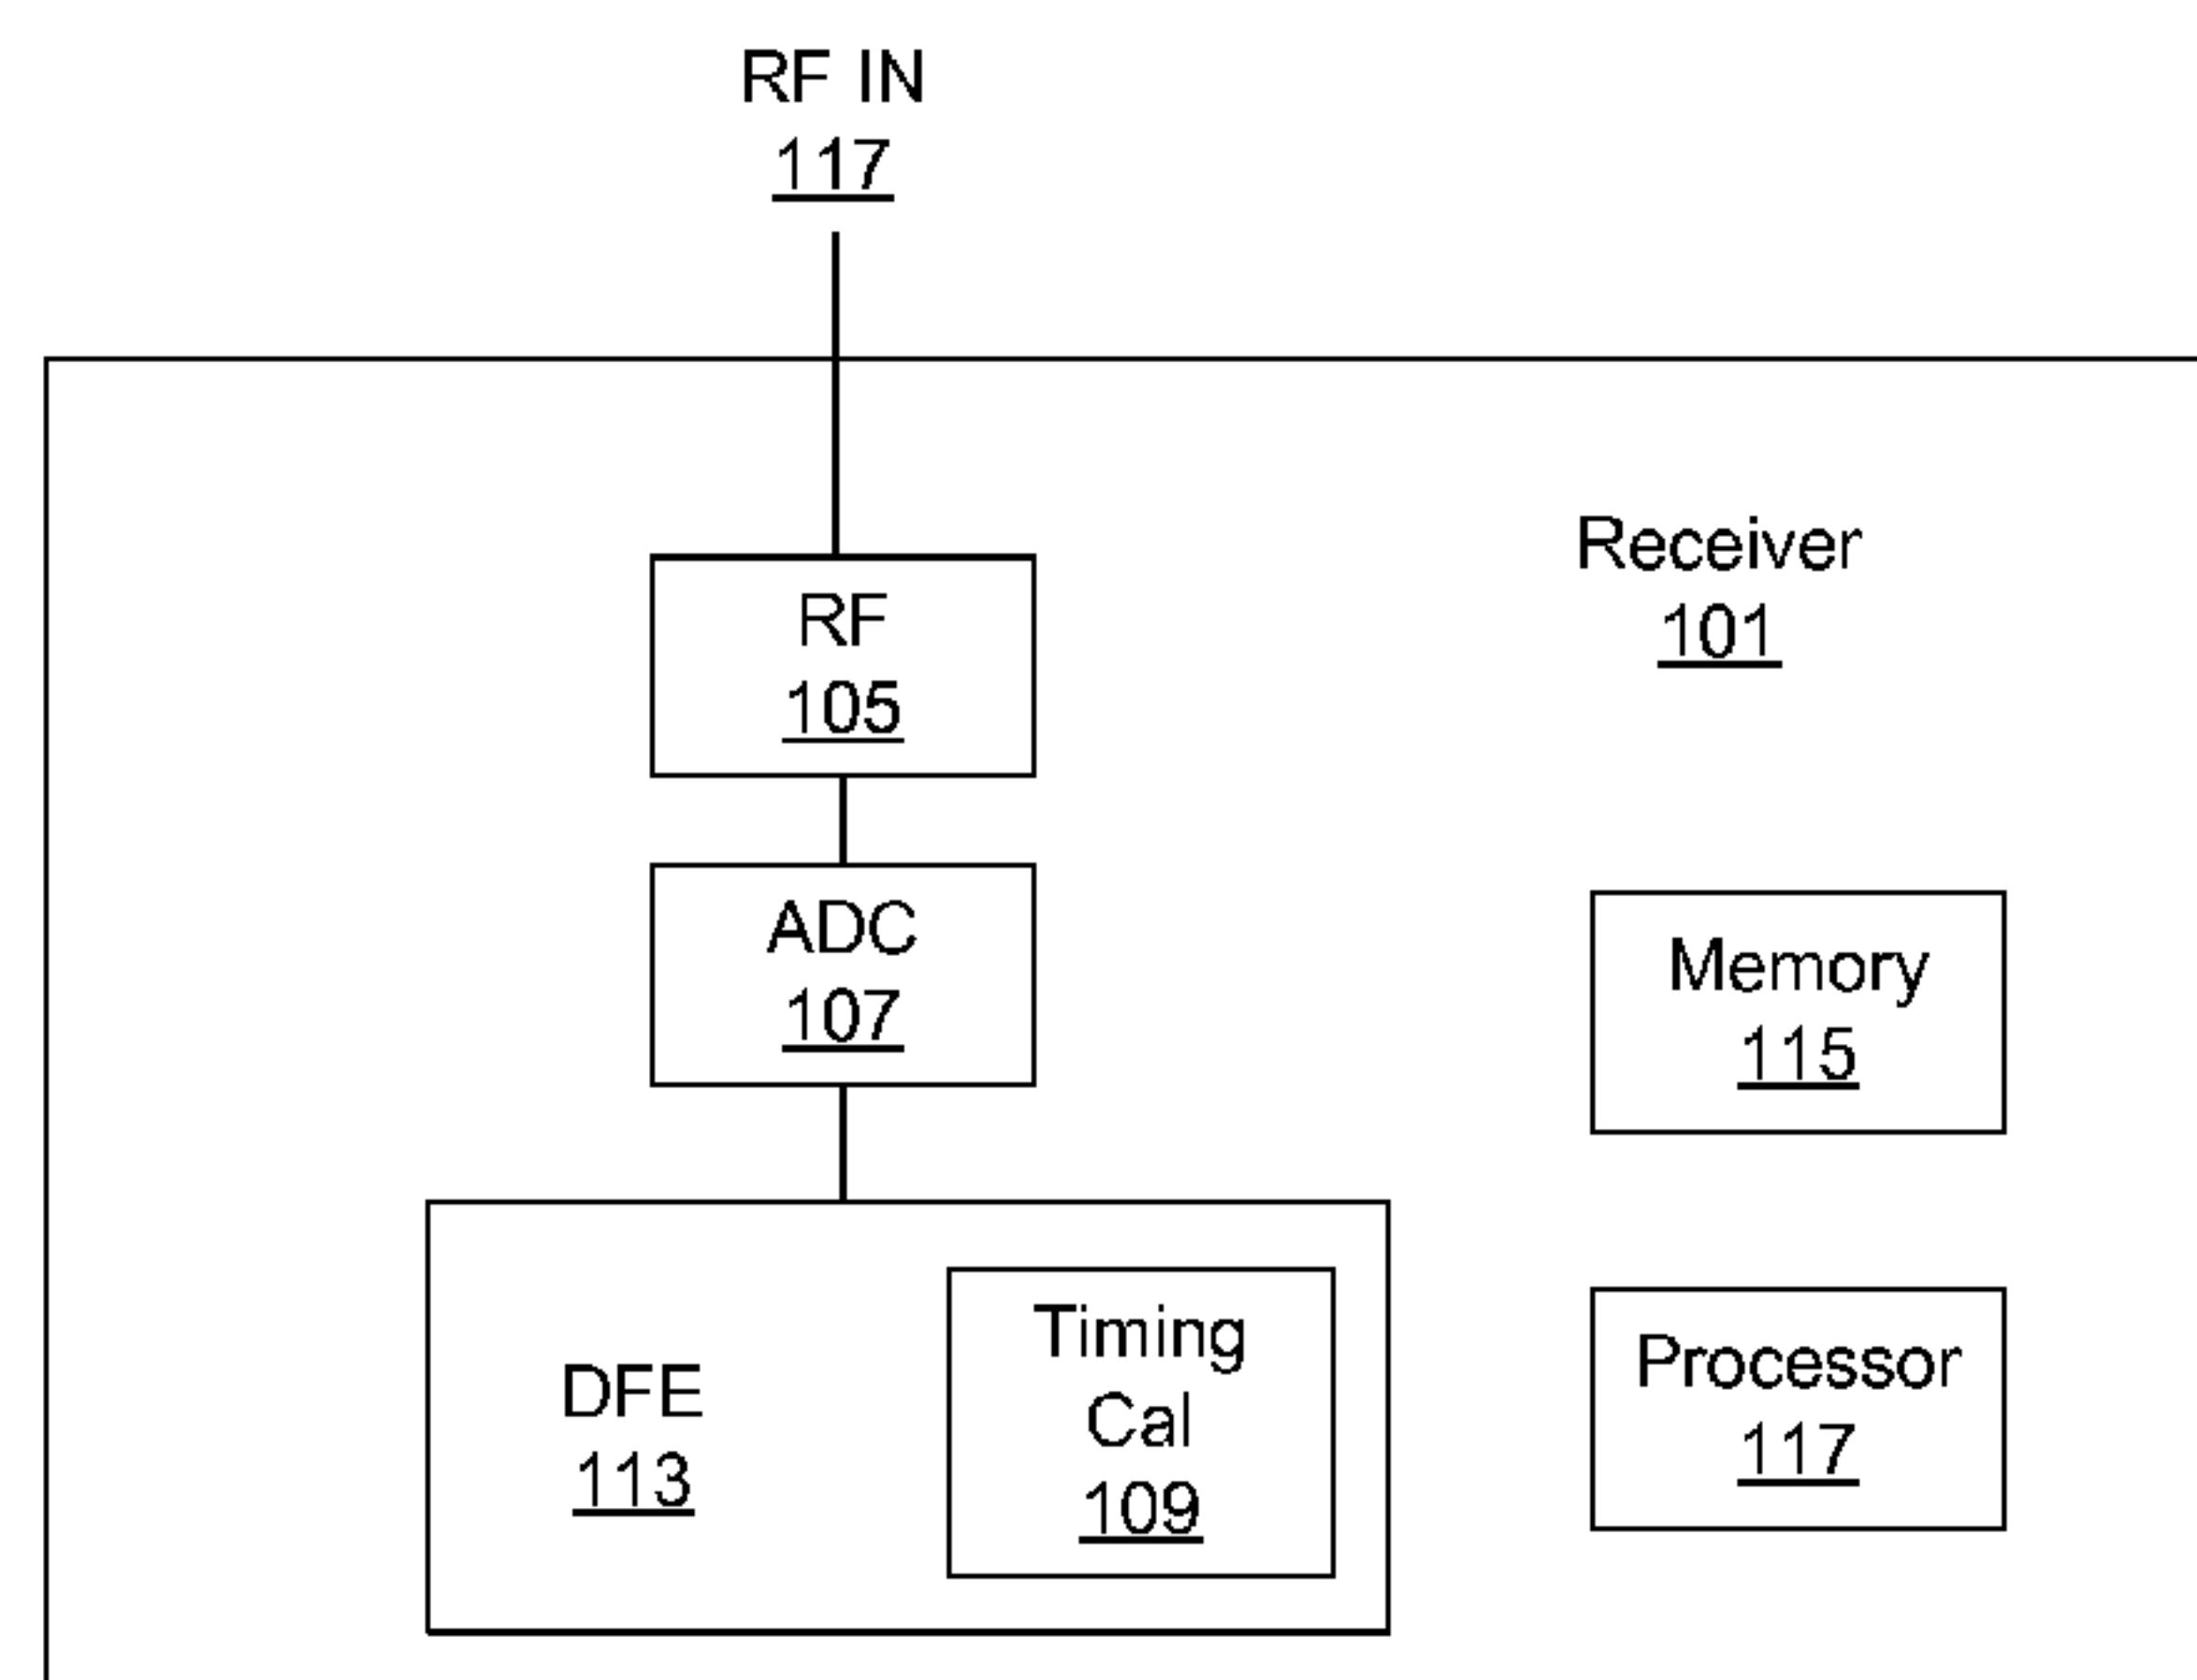 RF IN
117
Receiver
101
RF
105
ADC
107
Memory
115
DFE
113
Timing
Cal
109
Processor
117